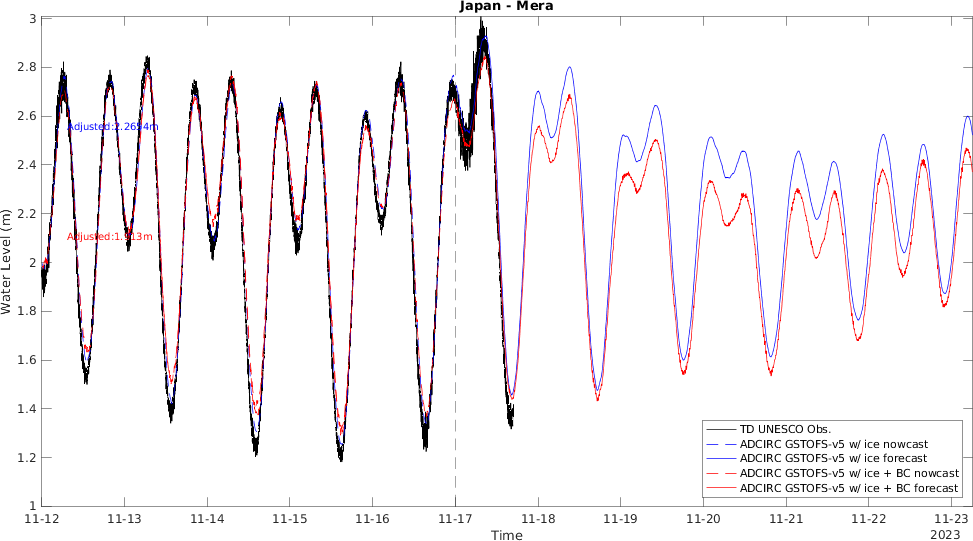 Japan - Mera
Water Level (m)
3
2.8
2.6
2.4
2.2
2
1.8
1.6
1.4
1.2
1
Adjusted:2.2654m
TD UNESCO Obs.
ADCIRC GSTOFS-v5 w/ ice nowcast
ADCIRC GSTOFS-v5 w/ ice forecast
ADCIRC GSTOFS-v5 w/ ice + BC nowcast
ADCIRC GSTOFS-v5 w/ ice + BC forecast
11-12
11-13
11-14
11-15
11-16
11-17
11-18
11-19
11-20
11-21
11-22
11-23
2023
Time